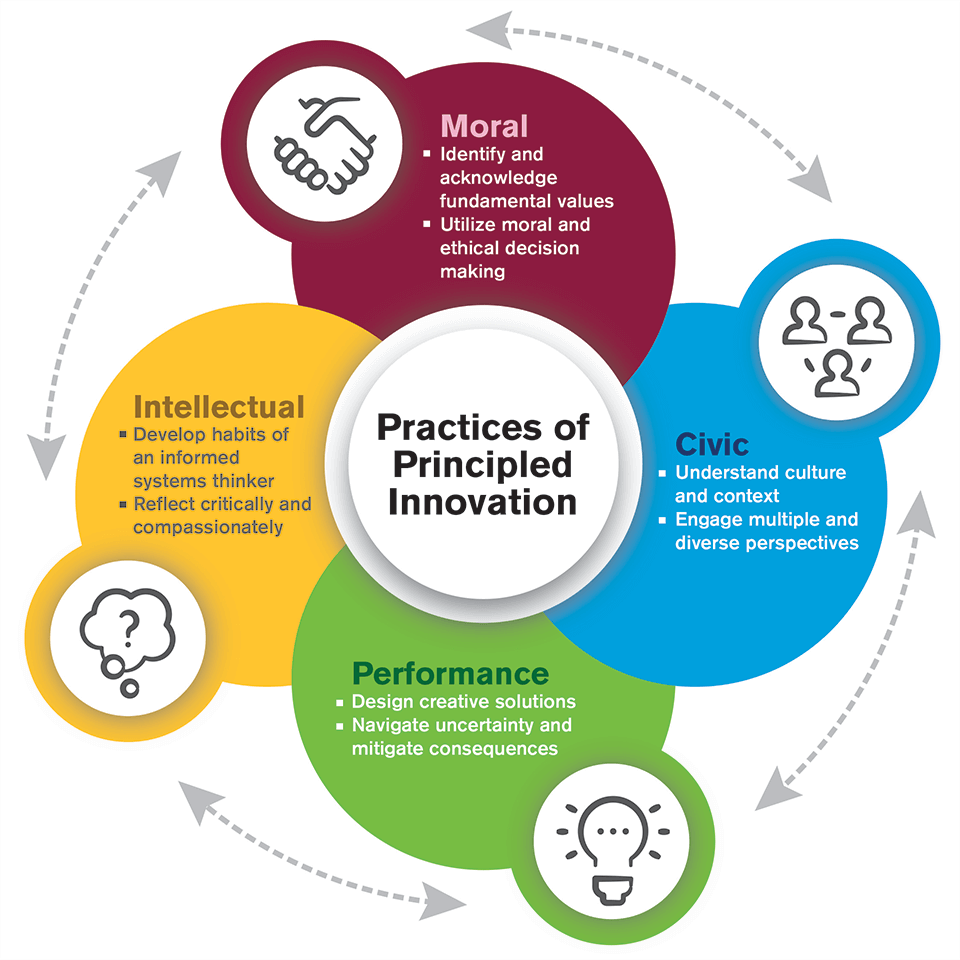 Moral
▪ Identify and
acknowledge
fundamental values
▪ Utilize moral and
ethical decision
making
Intellectual
▪ Develop habits of
an informed
systems thinker
▪ Reflect critically and
compassionately
Practices of
Principled
Innovation
Civic
▪ Understand culture
and context
▪ Engage multiple and
diverse perspectives
?
Performance
▪ Design creative solutions
▪ Navigate uncertainty and
mitigate consequences